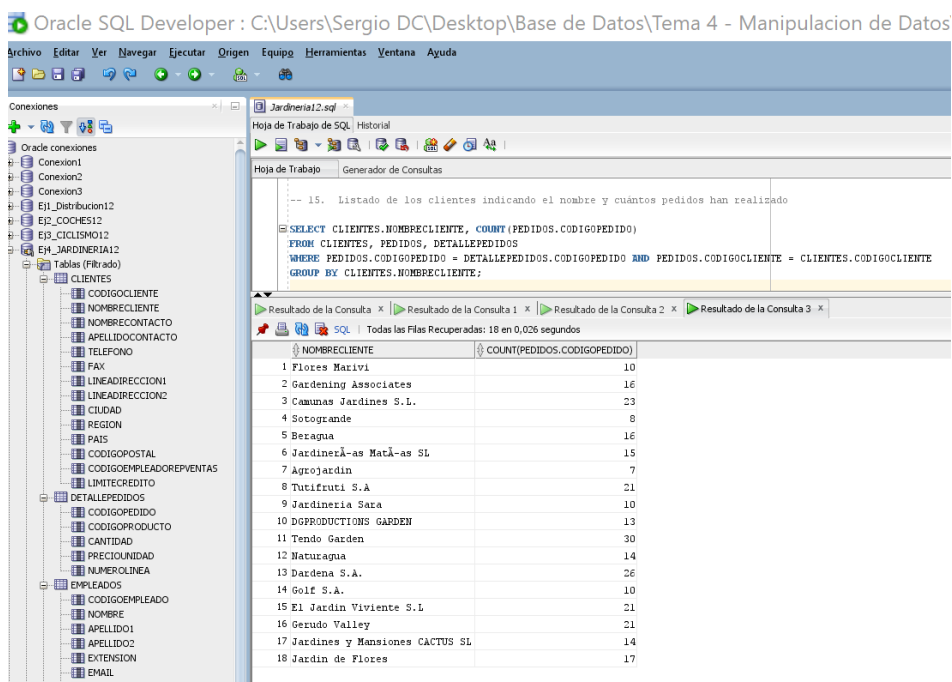 Oracle SQL Developer : C:\Users\Sergio DC\Desktop\Base de Datos\Tema 4 - Manipulacion de Datos\
Archivo Editar Ver Navegar Ejecutar Origen Equipo Herramientas Ventana Ayuda
Conexiones
Oracle conexiones
Conexion1
Conexion2
Conexion3
Ej1_Distribucion12
Ej2_COCHES12
Ej3_CICLISMO12
Ej4_JARDINERIA12
Tablas (Filtrado)
CLIENTES
CODIGOCLIENTE
NOMBRECLIENTE
NOMBRECONTACTO
APELLIDOCONTACTO
TELEFONO
FAX
LINEADIRECCION1
LINEADIRECCION2
CIUDAD
REGION
PAIS
CODIGOPOSTAL
CODIGOEMPLEADOREPVENTAS
LIMITECREDITO
DETALLEPEDIDOS
CODIGOPEDIDO
CODIGOPRODUCTO
CANTIDAD
PRECIOUNIDAD
NUMEROLINEA
EMPLEADOS
CODIGOEMPLEADO
NOMBRE
APELLIDO1
APELLIDO2
EXTENSION
EMAIL
Jardineria12.sql
Hoja de Trabajo de SQL Historial
Hoja de Trabajo Generador de Consultas
-- 15. Listado de los clientes indicando el nombre y cuántos pedidos han realizado
SELECT CLIENTES.NOMBRECLIENTE, COUNT(PEDIDOS.CODIGOPEDIDO)
FROM CLIENTES, PEDIDOS, DETALLEPEDIDOS
WHERE PEDIDOS.CODIGOPEDIDO = DETALLEPEDIDOS.CODIGOPEDIDO AND PEDIDOS.CODIGOCLIENTE = CLIENTES.CODIGOCLIENTE
GROUP BY CLIENTES.NOMBRECLIENTE;
Resultado de la Consulta x Resultado de la Consulta 1 x Resultado de la Consulta 2 x Resultado de la Consulta 3 x
SQL | Todas las Filas Recuperadas: 18 en 0,026 segundos
NOMBRECLIENTE COUNT(PEDIDOS.CODIGOPEDIDO)
1 Flores Marivi 10
2 Gardening Associates 16
3 Camunas Jardines S.L. 23
4 Sotogrande 8
5 Beragua 16
6 JardinerÃ-as MatÃ-as SL 15
7 Agrojardin 7
8 Tutifruti S.A 21
9 Jardineria Sara 10
10 DGPRODUCTIONS GARDEN 13
11 Tendo Garden 30
12 Naturagua 14
13 Dardena S.A. 26
14 Golf S.A. 10
15 El Jardin Viviente S.L 21
16 Gerudo Valley 21
17 Jardines y Mansiones CACTUS SL 14
18 Jardin de Flores 17